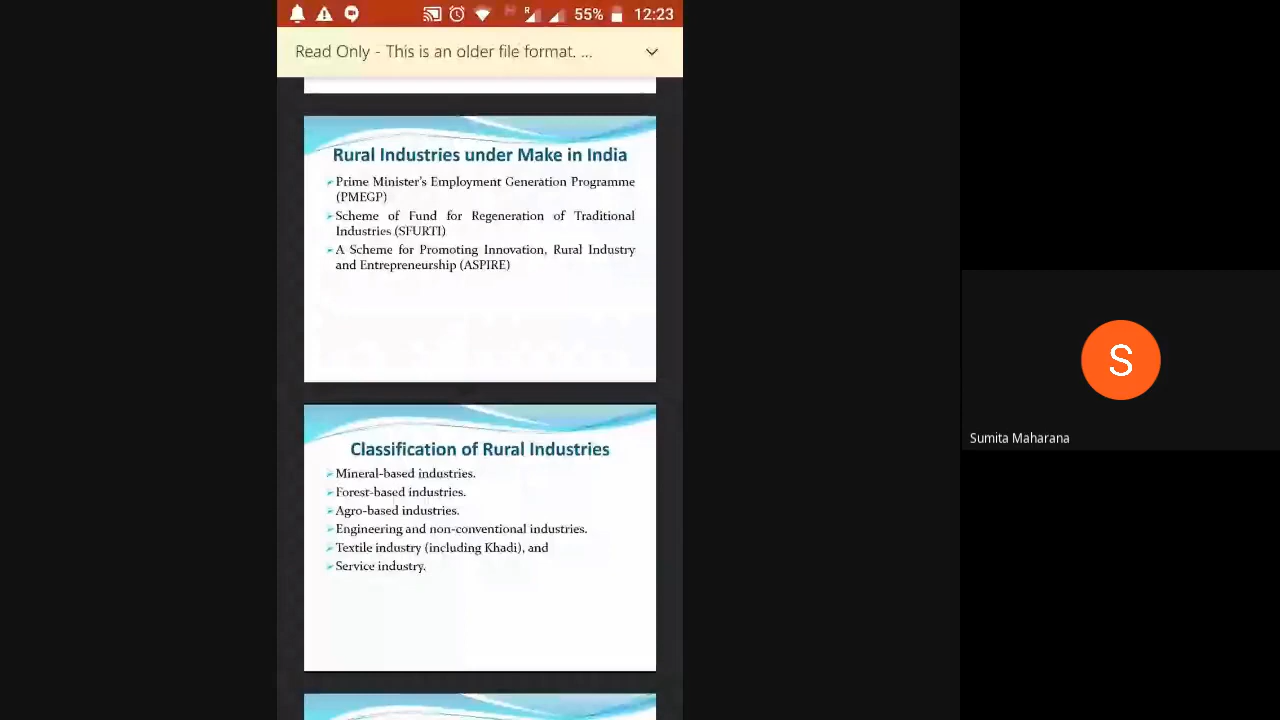 R
55%
12:23
Read Only - This is an older file format. ...
Rural Industries under Make in India
Prime Minister's Employment Generation Programme
(PMEGP)
Scheme of Fund for Regeneration of Traditional
Industries (SFURTI)
A Scheme for Promoting Innovation, Rural Industry
and Entrepreneurship (ASPIRE)
Classification of Rural Industries
Mineral-based industries.
Forest-based industries.
Agro-based industries.
Engineering and non-conventional industries.
Textile industry (including Khadi), and
Service industry.
S
Sumita Maharana